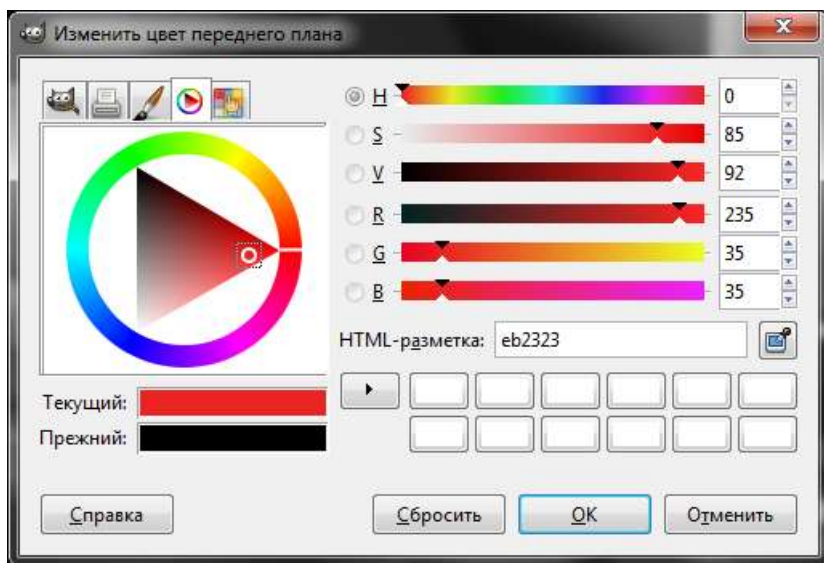 Изменить цвет переднего плана
H 0
S 85
V 92
R 235
G 35
B 35
HTML-разметка: eb2323
Текущий:
Прежний:
Справка
Сбросить
OK
Отменить